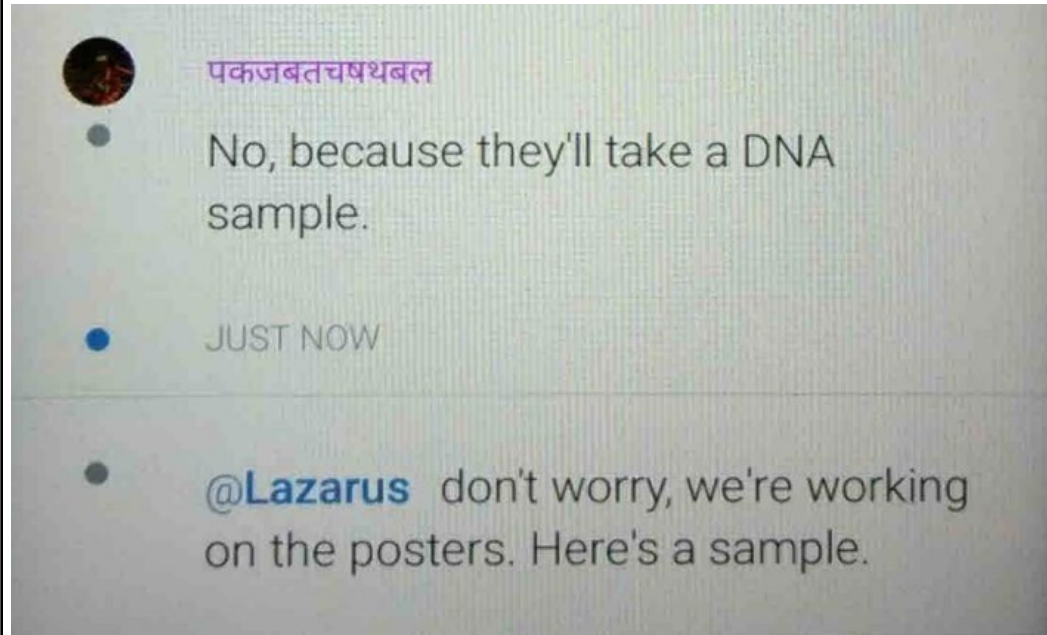 पकजबतचषथबल
No, because they'll take a DNA
sample.
JUST NOW
@Lazarus don't worry, we're working
on the posters. Here's a sample.